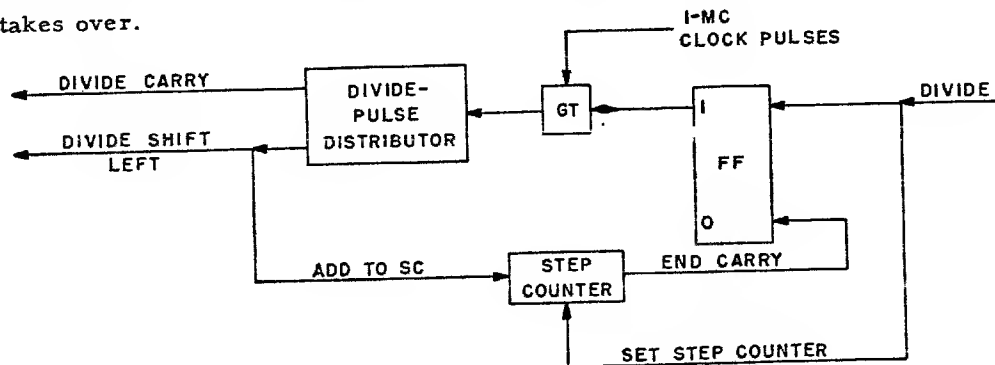 takes over.
I-MC
CLOCK PULSES
DIVIDE CARRY
DIVIDE-
PULSE
DISTRIBUTOR
GT
I
FF
O
DIVIDE
DIVIDE SHIFT
LEFT
ADD TO SC
STEP
COUNTER
END CARRY
SET STEP COUNTER